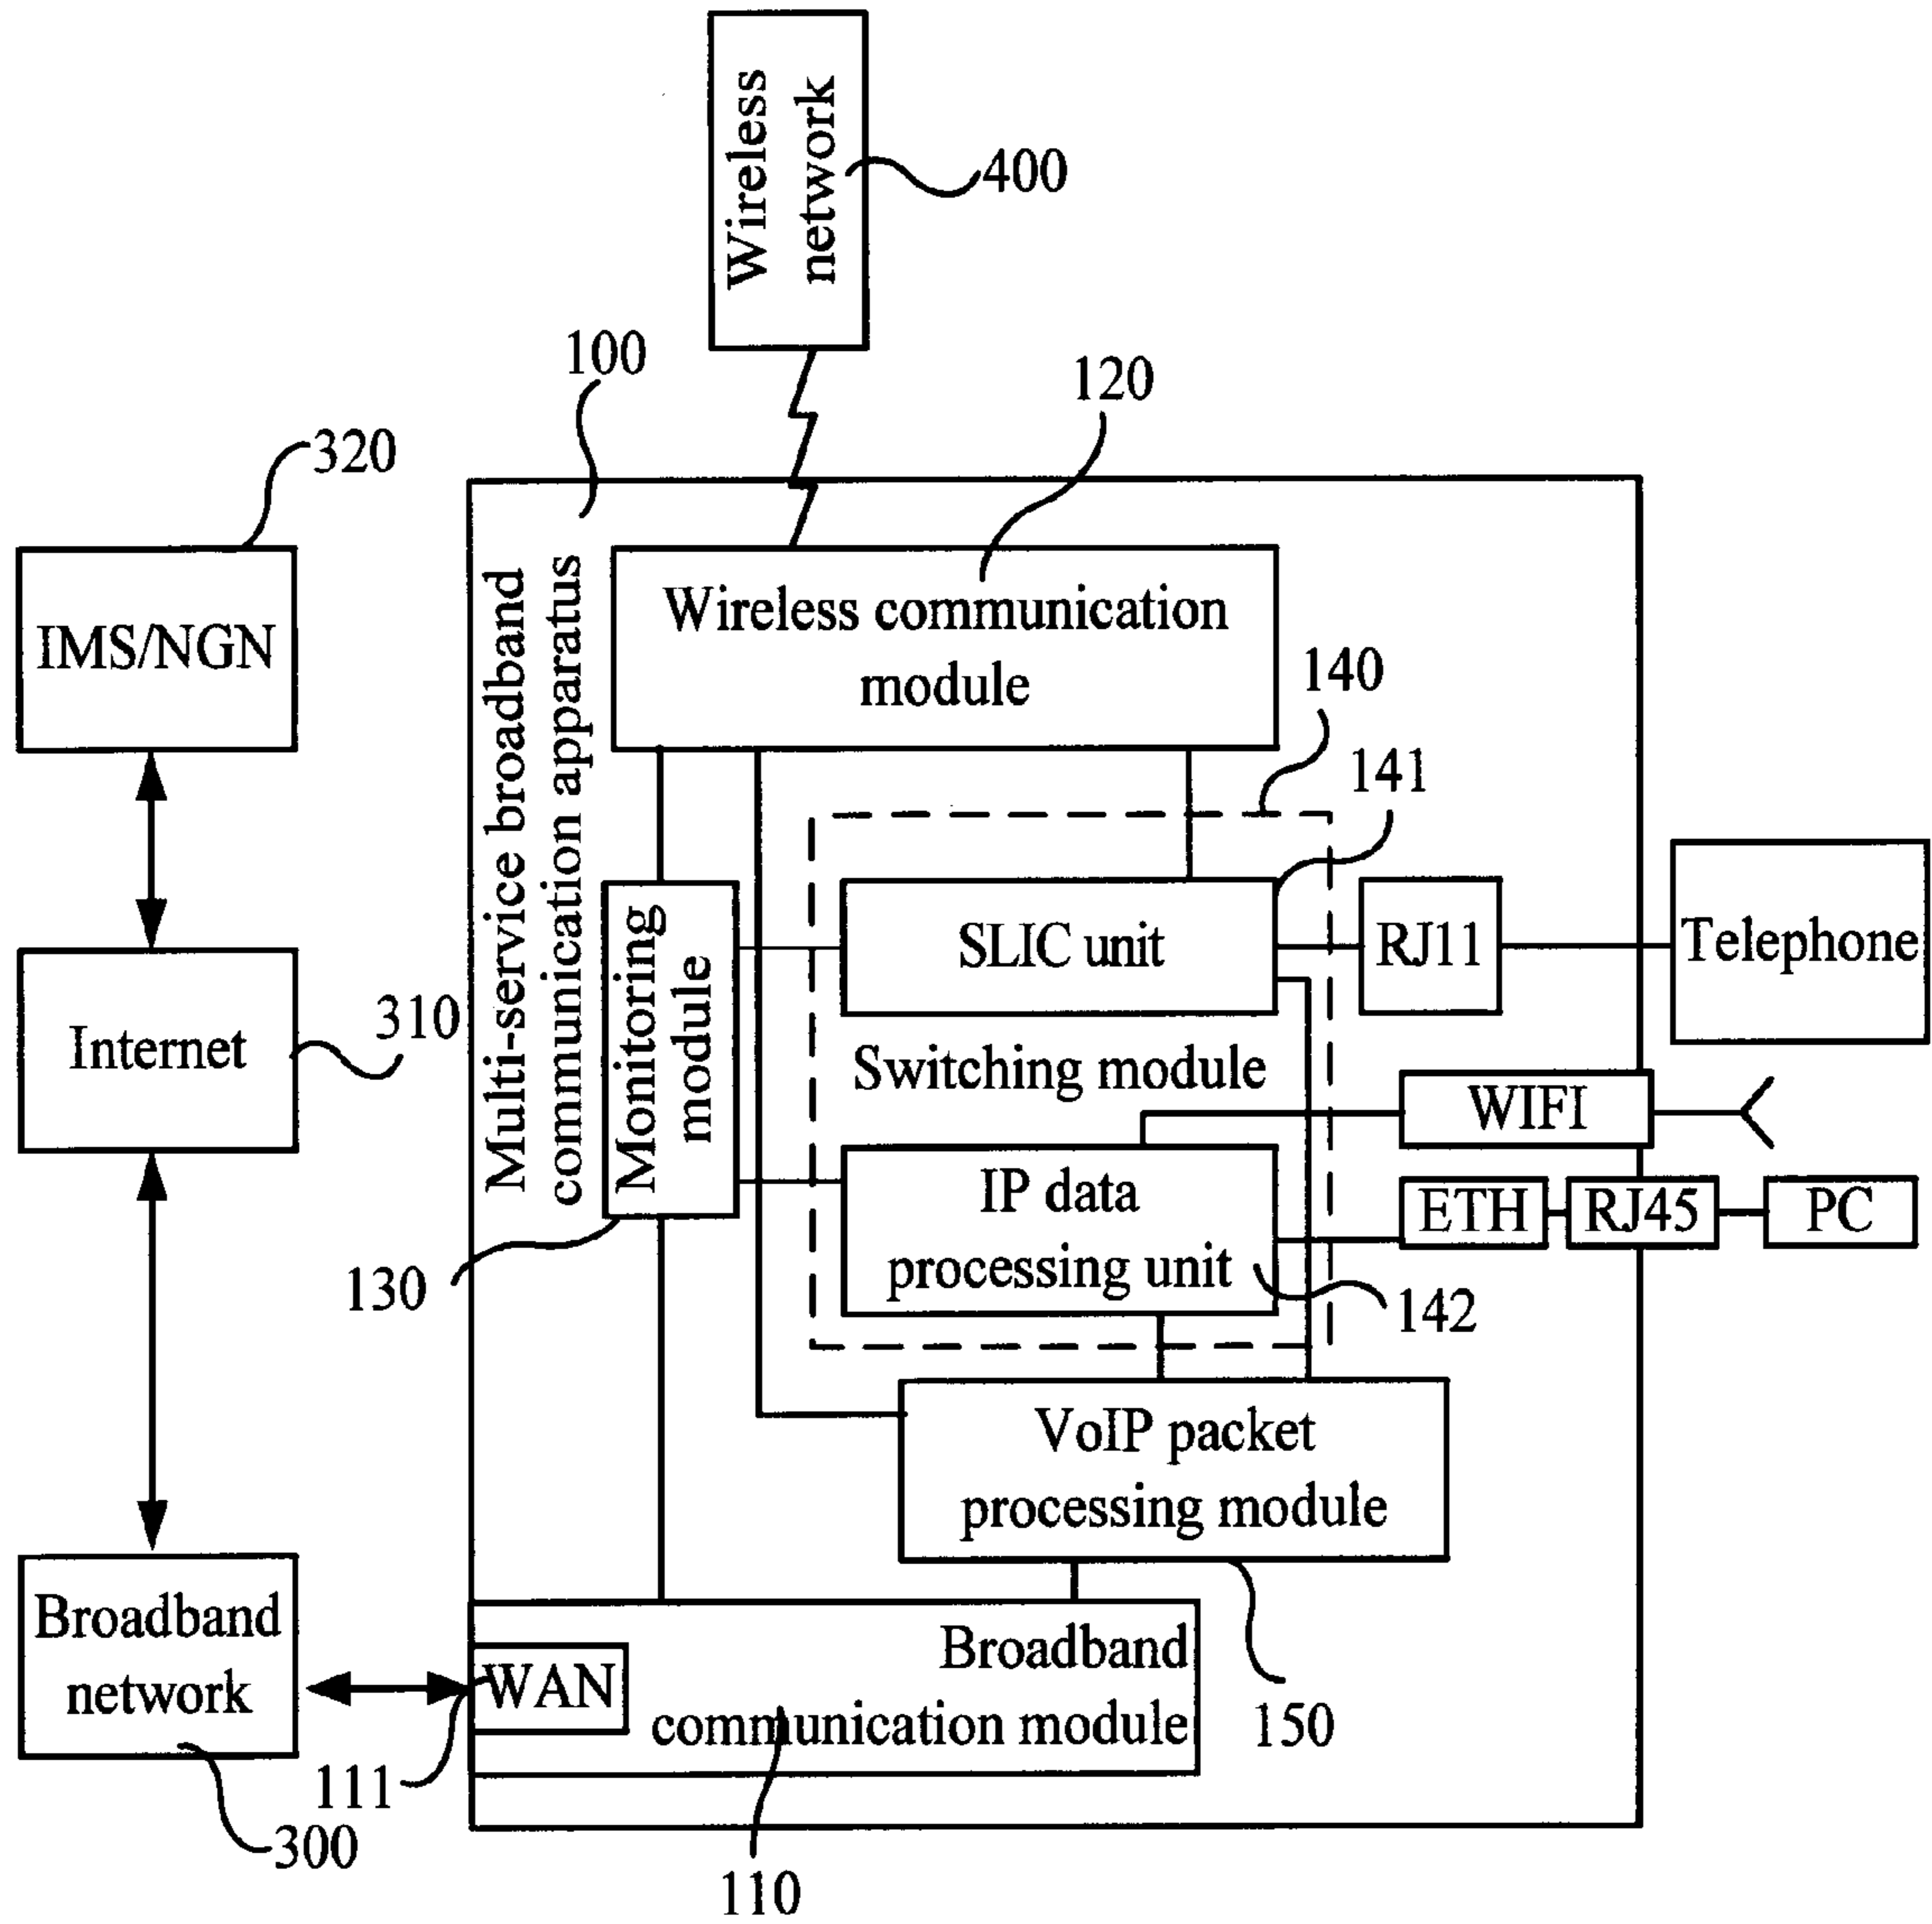 Wireless
network
400
100
120
320
Multi-service broadband
communication apparatus
Wireless communication
module
IMS/NGN
140
141
Monitoring
module
SLIC unit
RJ11
Telephone
310
Internet
Switching module
WIFI
IP data
processing unit
ETH
RJ45
PC
130
142
VoIP packet
processing module
Broadband
network
WAN
Broadband
communication module
150
111
300
110